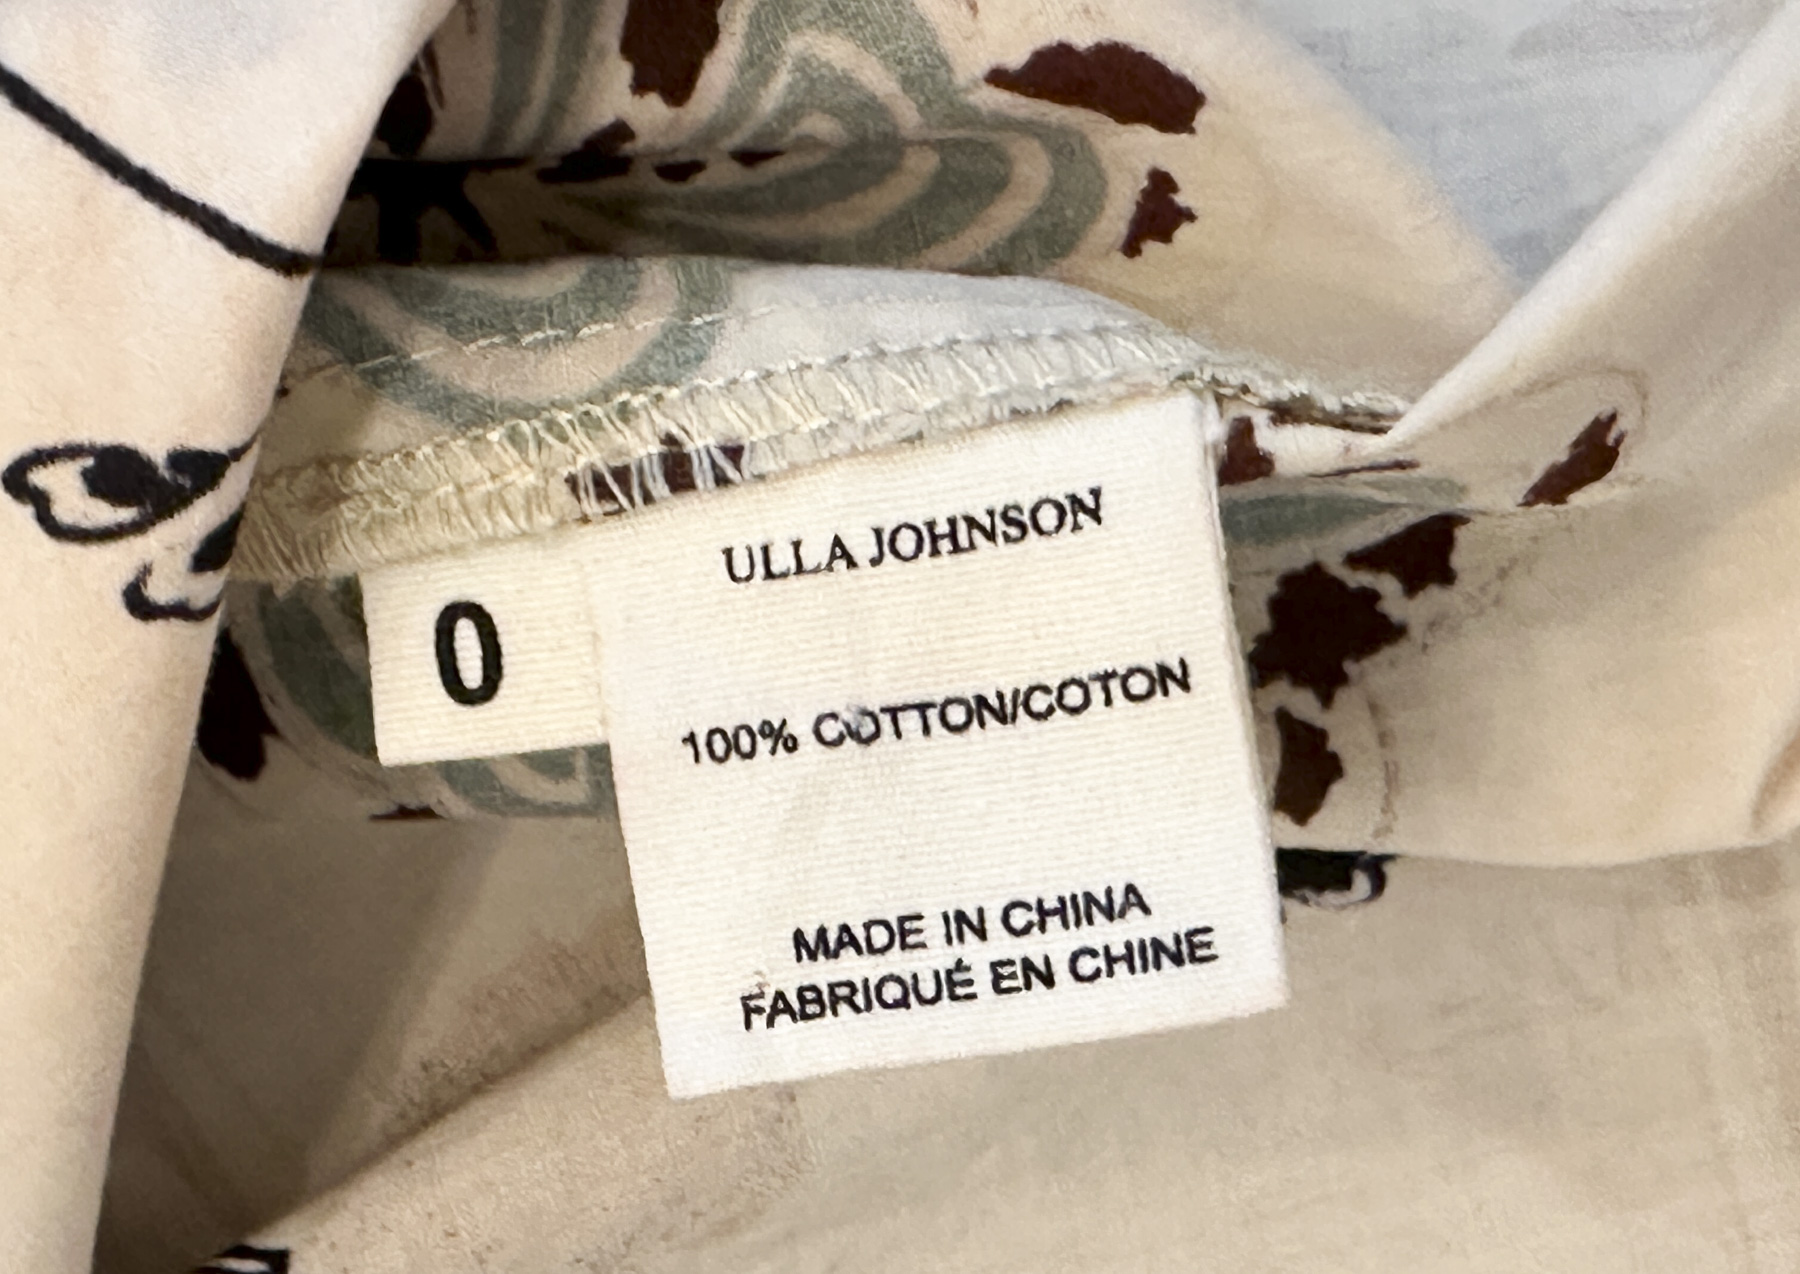 ULLA JOHNSON
0
100% COTTON/COTON
MADE IN CHINA
FABRIQUÉ EN CHINE